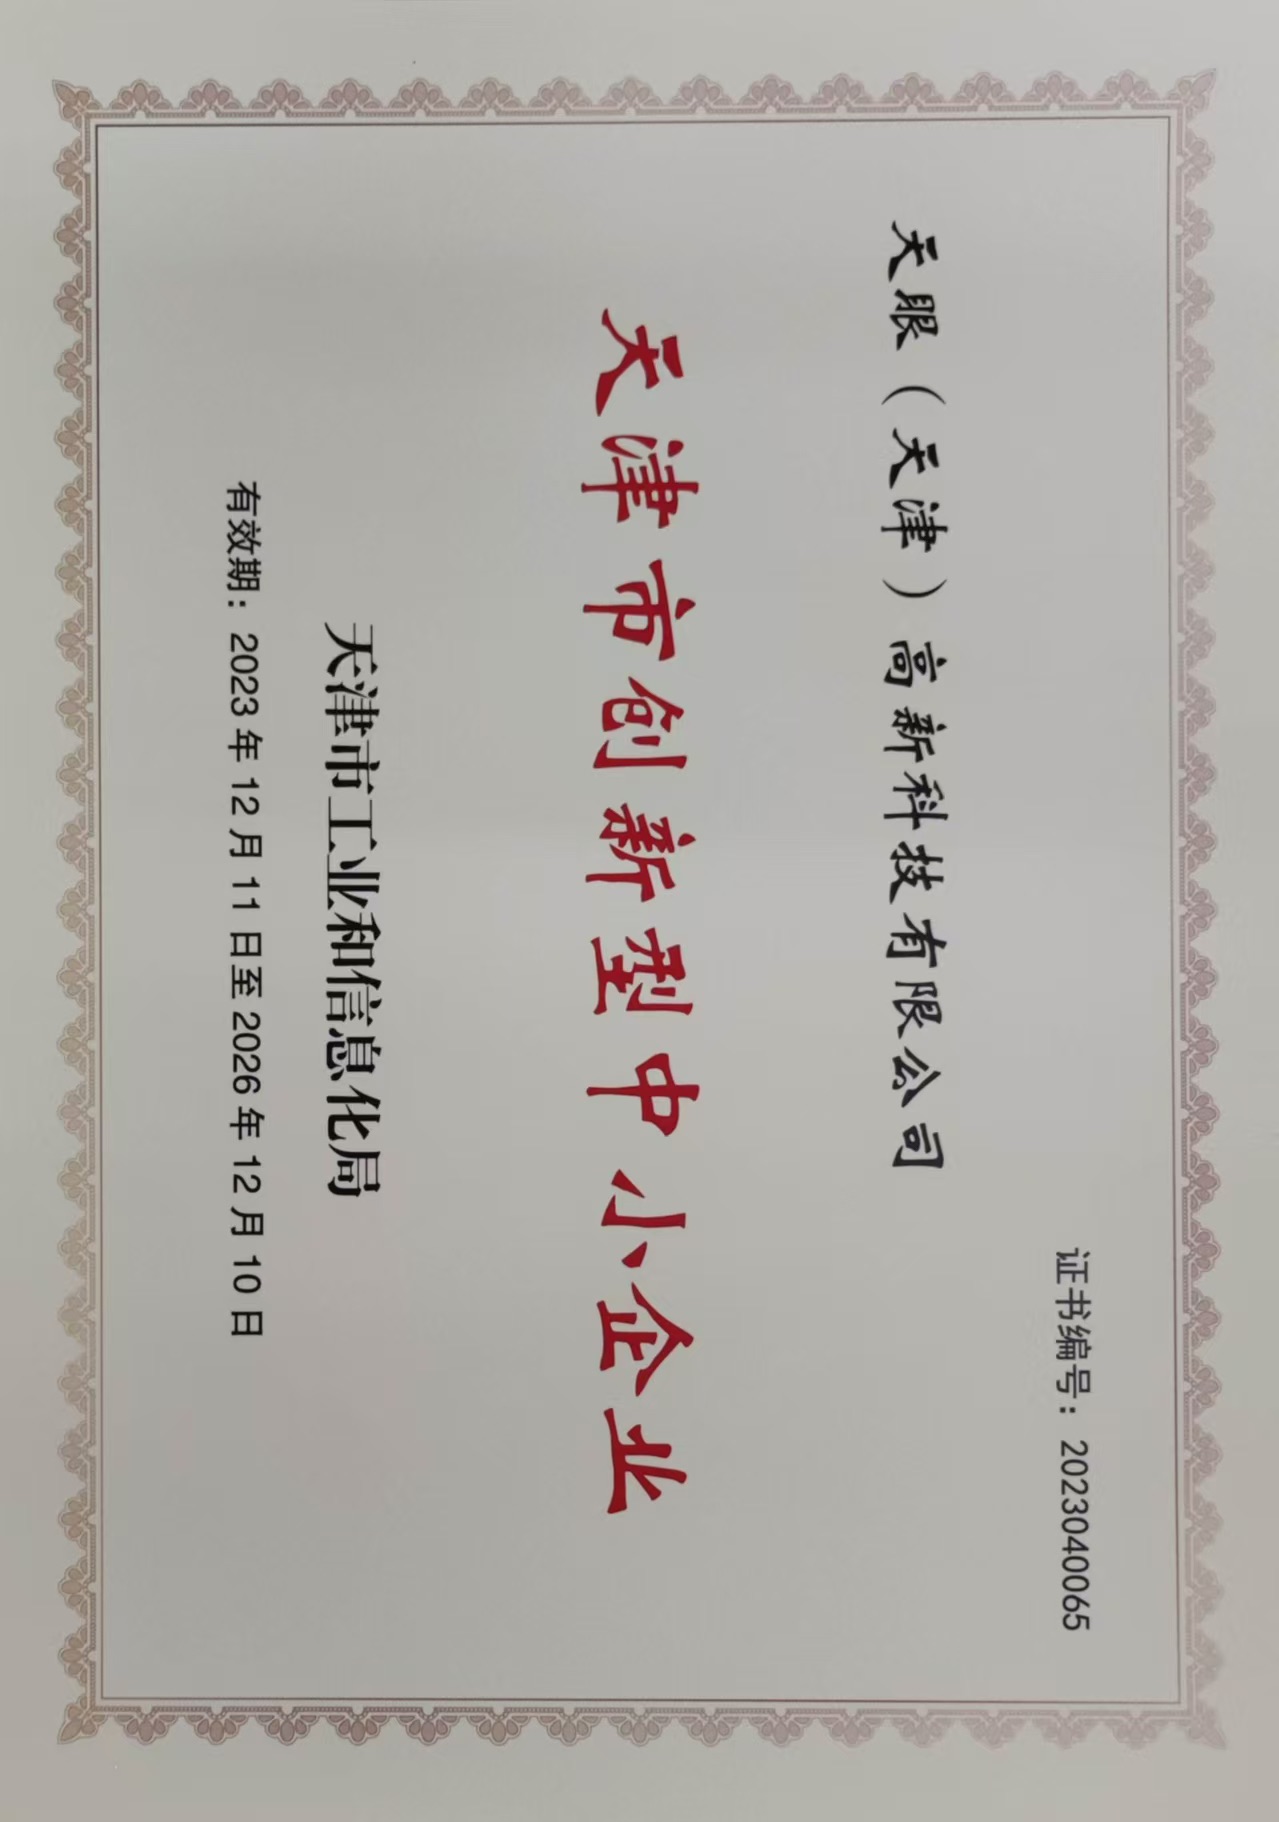 证书编号：2023040065
天眼（天津）高新科技有限公司
天津市创新型中小企业
天津市工业和信息化局
有效期：2023年12月11日至2026年12月10日